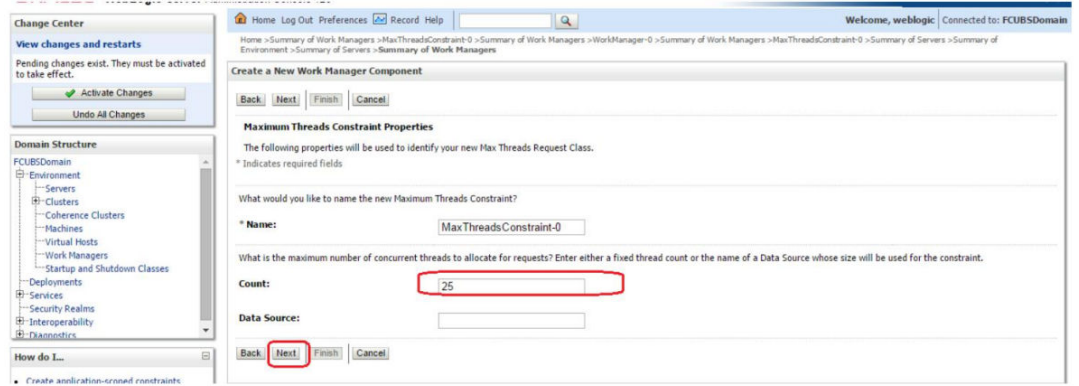 Change Center
View changes and restarts
Pending changes exist. They must be activated
to take effect.
Activate Changes
Undo All Changes
Domain Structure
FCUBSDomain
Environment
Servers
Clusters
Coherence Clusters
Machines
Virtual Hosts
Work Managers
Startup and Shutdown Classes
Deployments
Services
Security Realms
Interoperability
Diagnostics
How do I...
Create application-scoped constraints
Home Log Out Preferences Record Help
Welcome, weblogic Connected to: FCUBSDomain
Home >Summary of Work Managers >MaxThreadsConstraint-0 >Summary of Work Managers >WorkManager-0 >Summary of Work Managers >MaxThreadsConstraint-0 >Summary of Servers >Summary of
Environment >Summary of Servers >Summary of Work Managers
Create a New Work Manager Component
Back Next Finish Cancel
Maximum Threads Constraint Properties
The following properties will be used to identify your new Max Threads Request Class.
* Indicates required fields
What would you like to name the new Maximum Threads Constraint?
* Name: MaxThreadsConstraint-0
What is the maximum number of concurrent threads to allocate for requests? Enter either a fixed thread count or the name of a Data Source whose size will be used for the constraint.
Count: 25
Data Source:
Back Next Finish Cancel